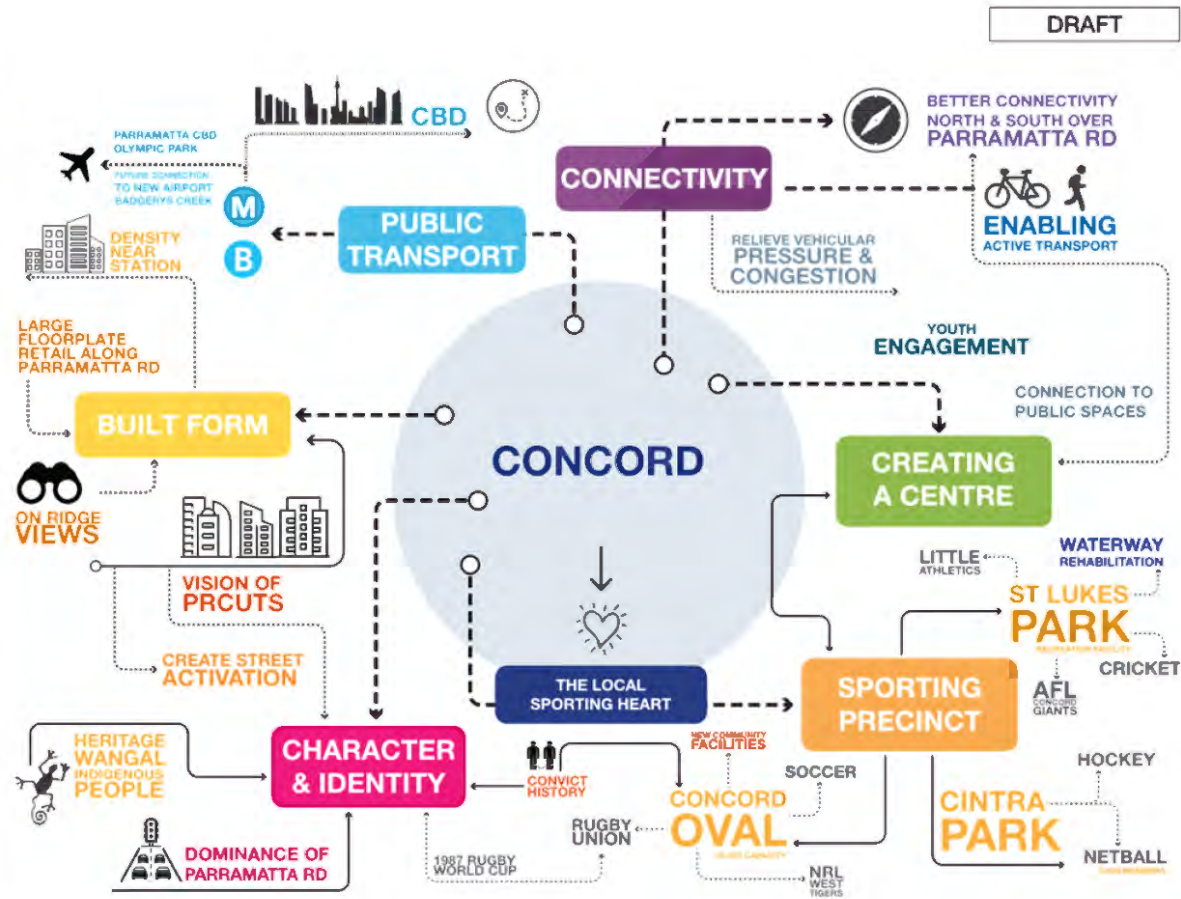 DRAFT
CBD
PARRAMATTA CBD
OLYMPIC PARK
FUTURE CONNECTION
TO NEW AIRPORT
BADGERYS CREEK
M
B
PUBLIC
TRANSPORT
CONNECTIVITY
BETTER CONNECTIVITY
NORTH & SOUTH OVER
PARRAMATTA RD
ENABLING
ACTIVE TRANSPORT
RELIEVE VEHICULAR
PRESSURE &
CONGESTION
DENSITY
NEAR
STATION
LARGE
FLOORPLATE
RETAIL ALONG
PARRAMATTA RD
BUILT FORM
ON RIDGE
VIEWS
VISION OF
PRCUTS
CREATE STREET
ACTIVATION
YOUTH
ENGAGEMENT
CONNECTION TO
PUBLIC SPACES
CREATING
A CENTRE
CONCORD
THE LOCAL
SPORTING HEART
SPORTING
PRECINCT
LITTLE
ATHLETICS
WATERWAY
REHABILITATION
ST LUKES
PARK
RECREATION FACILITY
CRICKET
AFL
CONCORD
GIANTS
HERITAGE
WANGAL
INDIGENOUS
PEOPLE
CHARACTER
& IDENTITY
DOMINANCE OF
PARRAMATTA RD
CONVICT
HISTORY
NEW COMMUNITY
FACILITIES
SOCCER
CONCORD
OVAL
CAPACITY
RUGBY
UNION
1987 RUGBY
WORLD CUP
NRL
WEST
TIGERS
CINTRA
PARK
HOCKEY
NETBALL